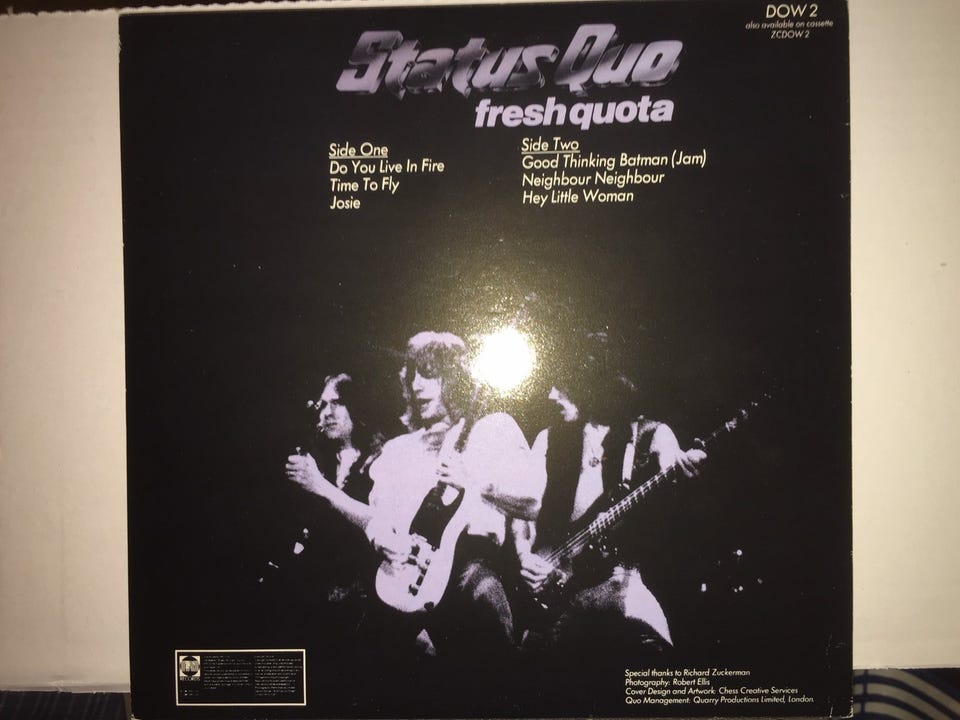 DOW 2
also available on cassette
ZCDOW 2
Status Quo
fresh quota
Side One
Do You Live In Fire
Time To Fly
Josie
Side Two
Good Thinking Batman (Jam)
Neighbour Neighbour
Hey Little Woman
RECORDS
Special thanks to Richard Zuckerman
Photography: Robert Ellis
Cover Design and Artwork: Chess Creative Services
Quo Management: Quarry Productions Limited, London.